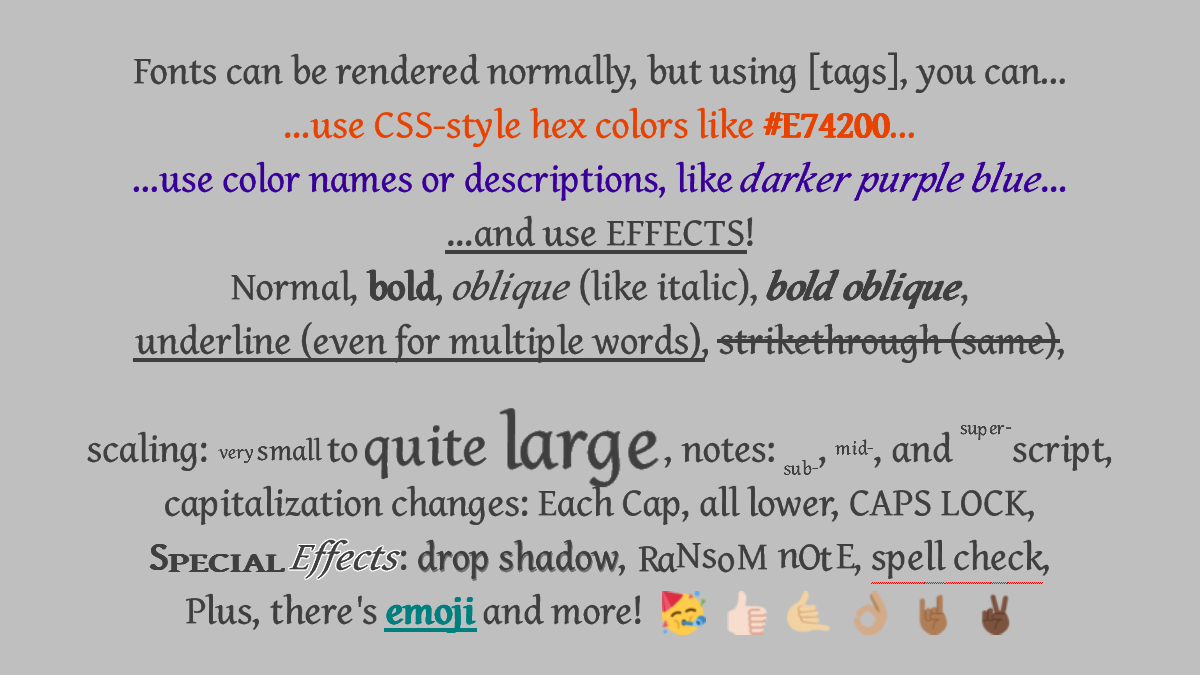 Fonts can be rendered normally, but using [tags], you can...
...use CSS-style hex colors like #E74200...
...use color names or descriptions, like darker purple blue...
...and use EFFECTS!
Normal, bold, oblique (like italic), bold oblique,
underline (even for multiple words), strikethrough (same),
scaling: very small to quite large, notes: sub-, mid-, and super-script,
capitalization changes: Each Cap, all lower, CAPS LOCK,
Special Effects: drop shadow, RaNsoM nOtE, spell check,
Plus, there's emoji and more! 🥳 👍🏻 🤙🏼 👌🏽 🤘🏾 ✌🏿